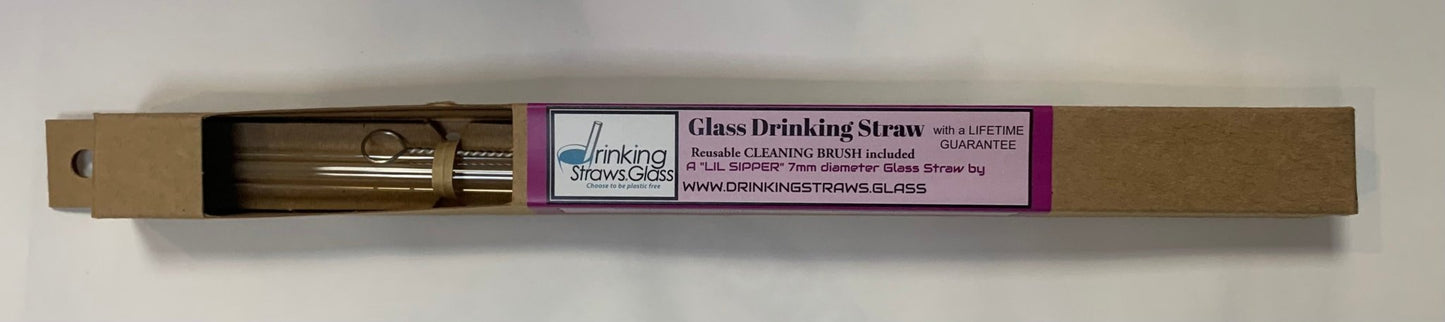 drinking
Straws.Glass
Choose to be plastic free
Glass Drinking Straw with a LIFETIME
GUARANTEE
Reusable CLEANING BRUSH included
A "LIL SIPPER" 7mm diameter Glass Straw by
WWW.DRINKINGSTRAWS.GLASS